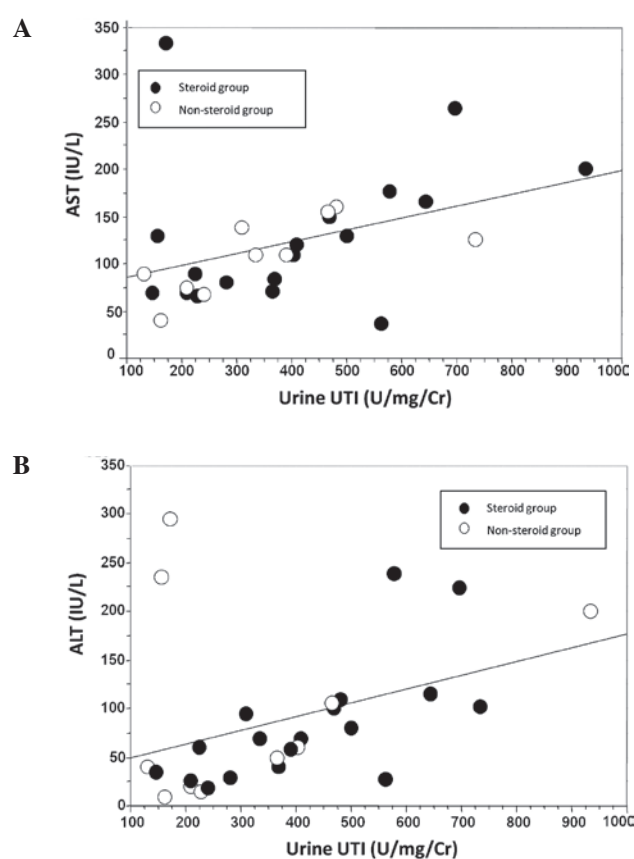 A
350
300
250
200
150
100
50
0
AST (IU/L)
Steroid group
Non-steroid group
100 200 300 400 500 600 700 800 900 1000
Urine UTI (U/mg/Cr)
B
350
300
250
200
150
100
50
0
ALT (IU/L)
Steroid group
Non-steroid group
100 200 300 400 500 600 700 800 900 1000
Urine UTI (U/mg/Cr)